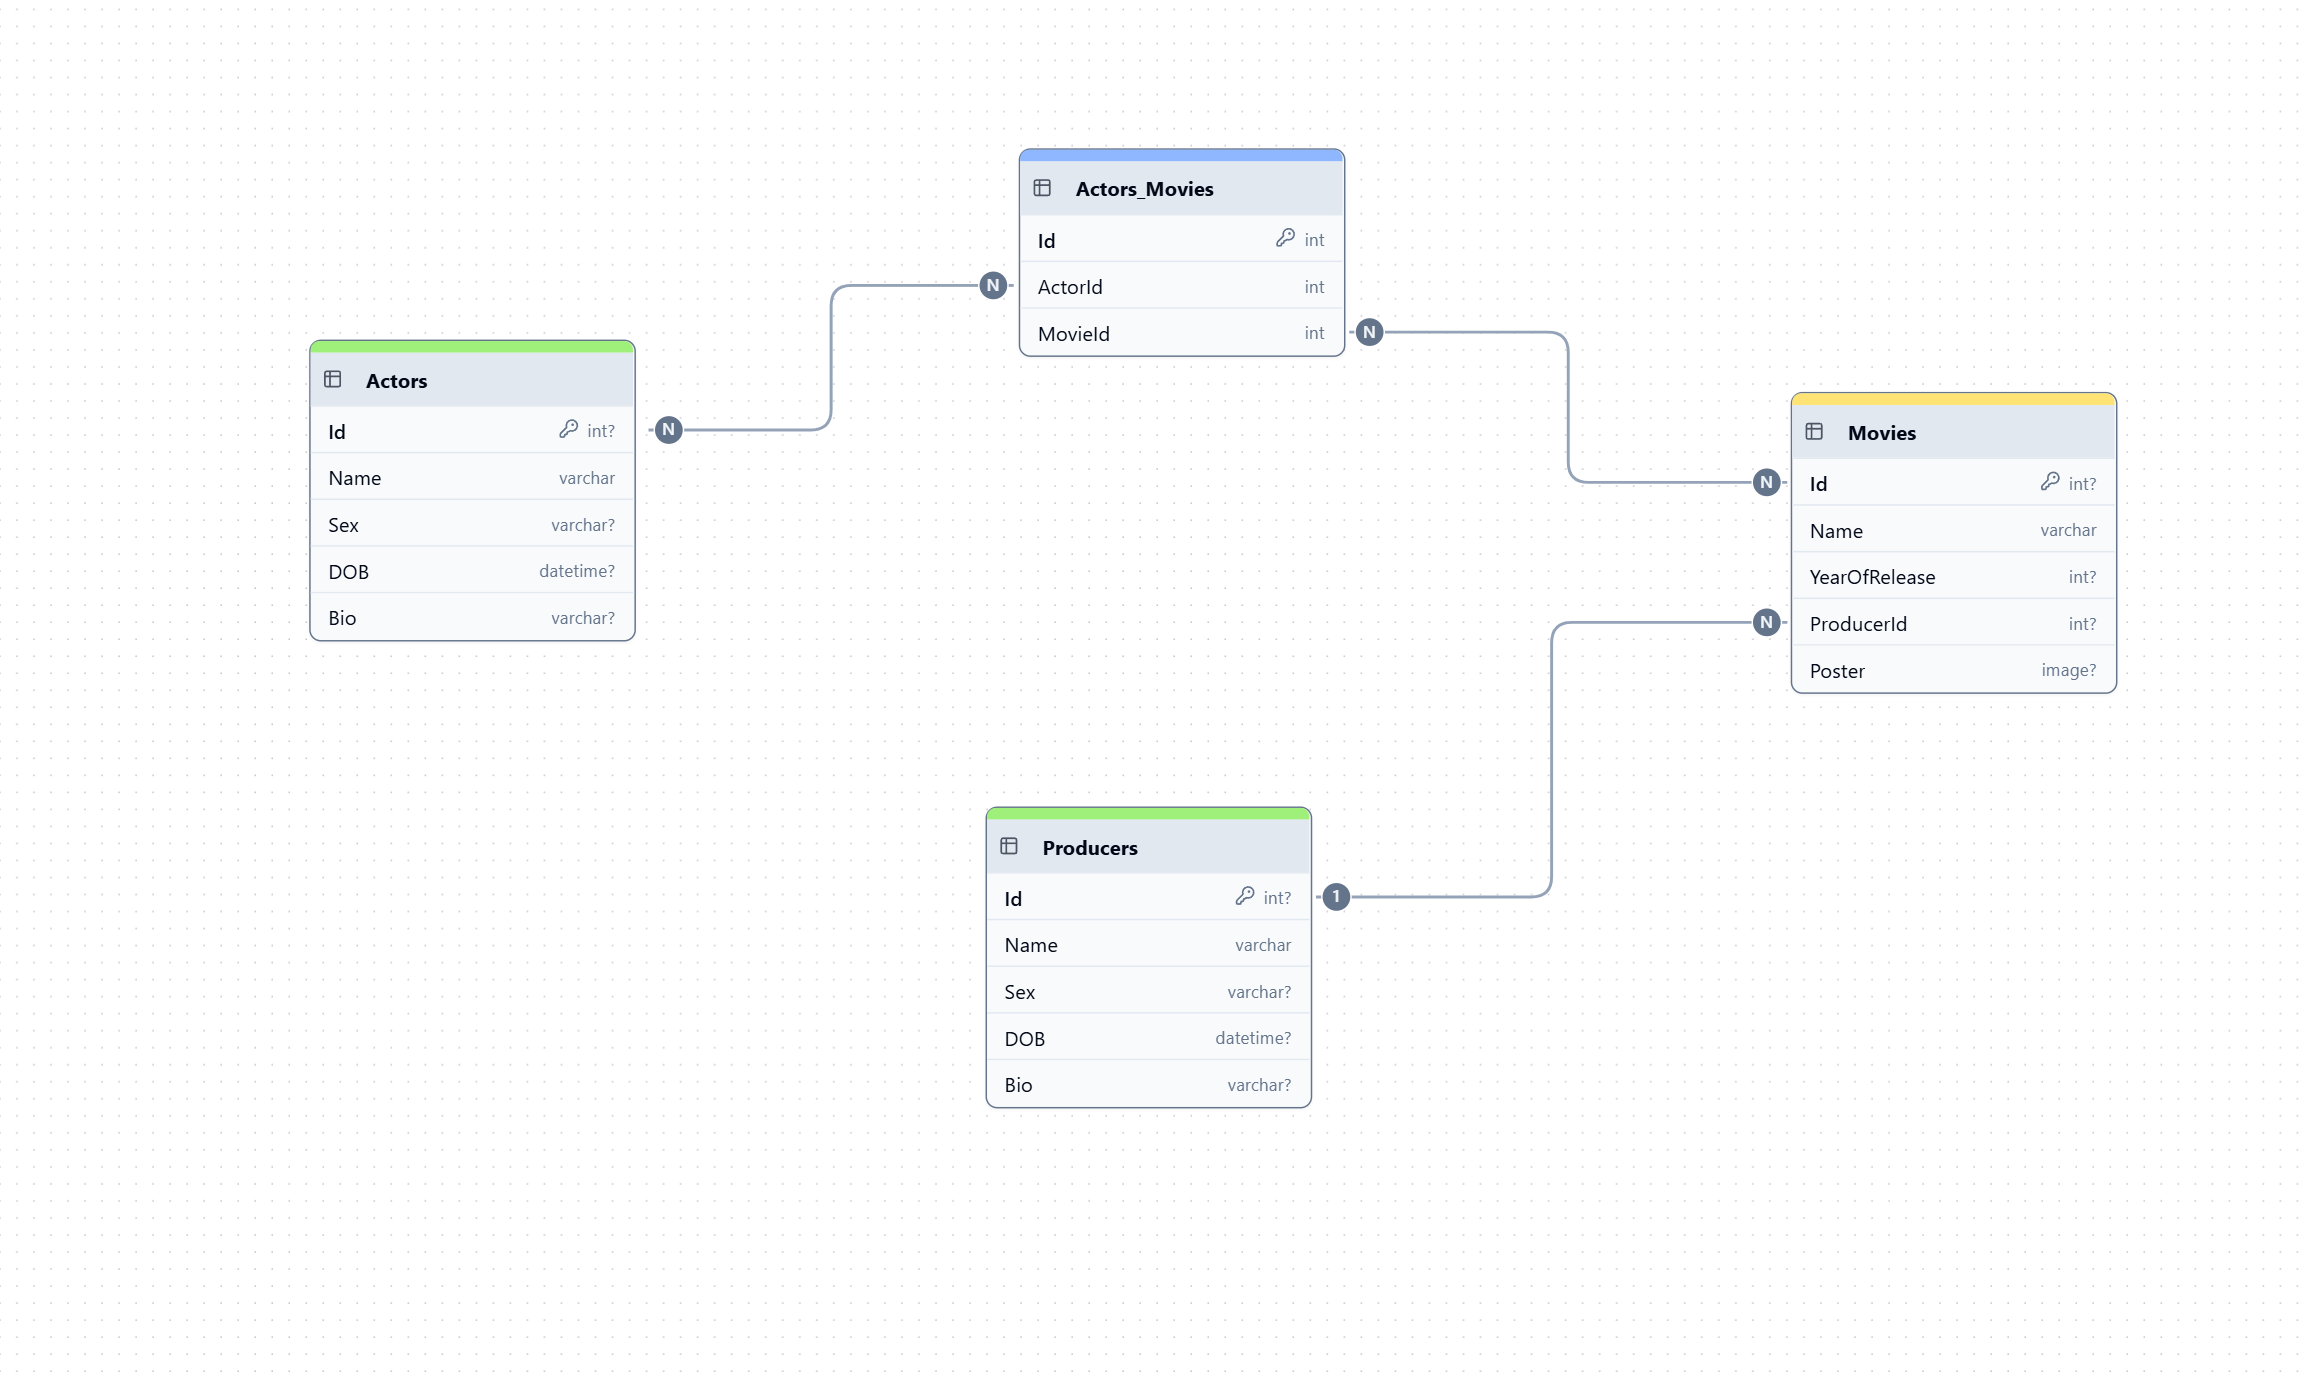 Actors_Movies
Id int
ActorId int
MovieId int
N
N
Actors
Id int?
Name varchar
Sex varchar?
DOB datetime?
Bio varchar?
N
Movies
Id int?
Name varchar
YearOfRelease int?
ProducerId int?
Poster image?
N
N
Producers
Id int?
Name varchar
Sex varchar?
DOB datetime?
Bio varchar?
1